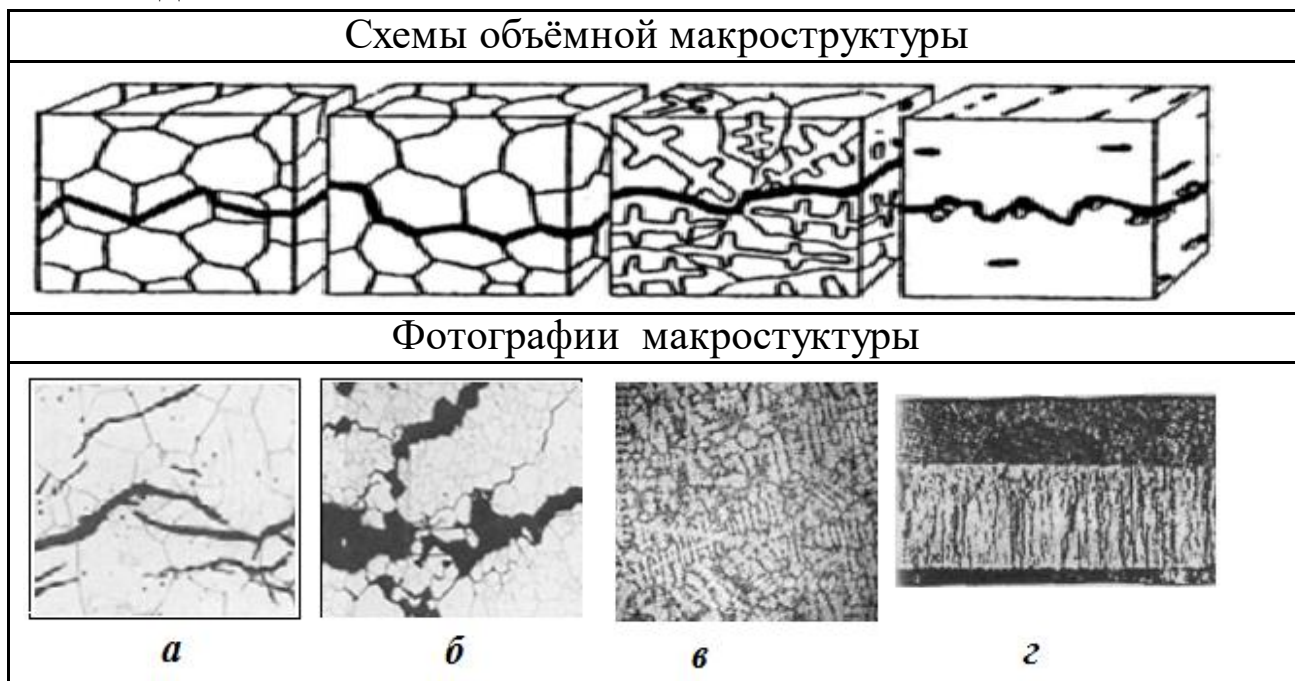 Схемы объёмной макроструктуры
Фотографии макростуктуры
а б в г